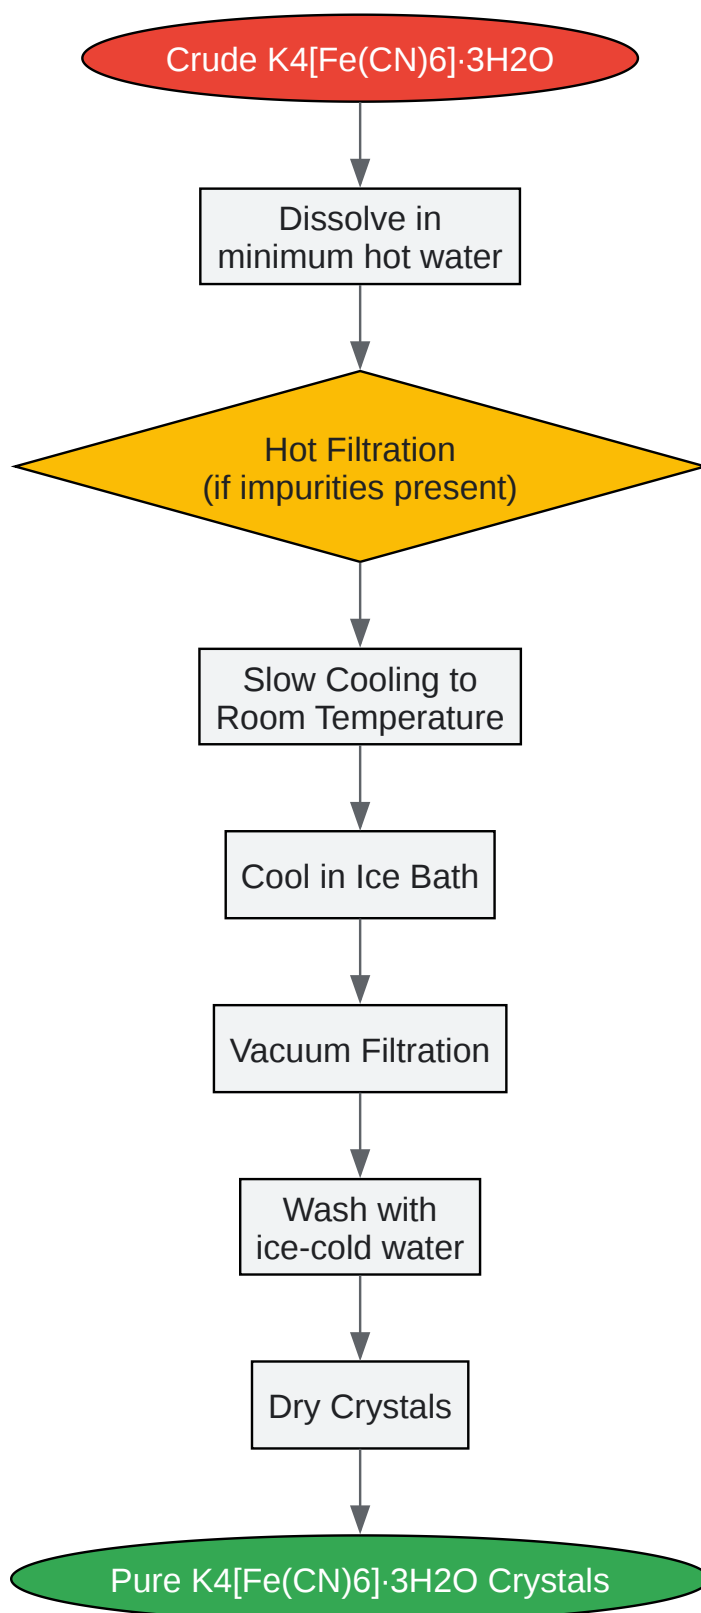 Crude K4[Fe(CN)6]·3H2O
Dissolve in
minimum hot water
Hot Filtration
(if impurities present)
Slow Cooling to
Room Temperature
Cool in Ice Bath
Vacuum Filtration
Wash with
ice-cold water
Dry Crystals
Pure K4[Fe(CN)6]·3H2O Crystals